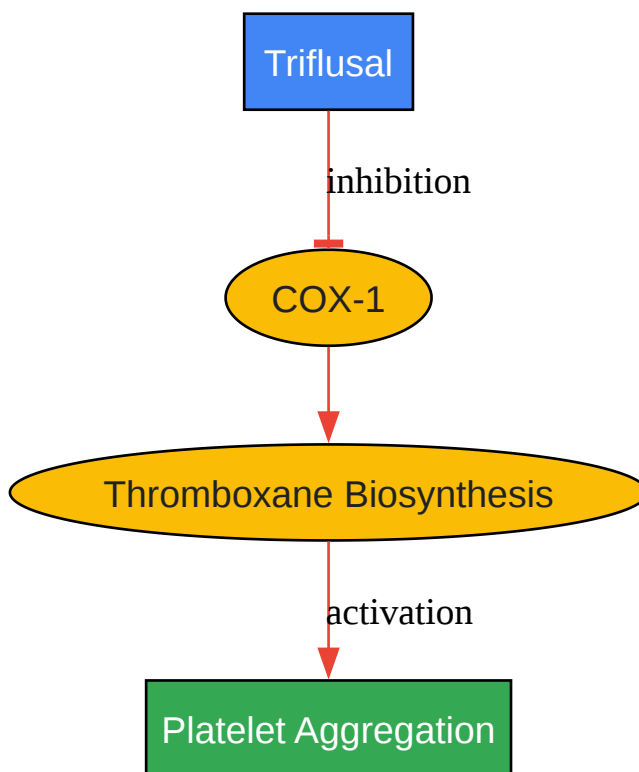 Triflusal
inhibition
COX-1
Thromboxane Biosynthesis
activation
Platelet Aggregation